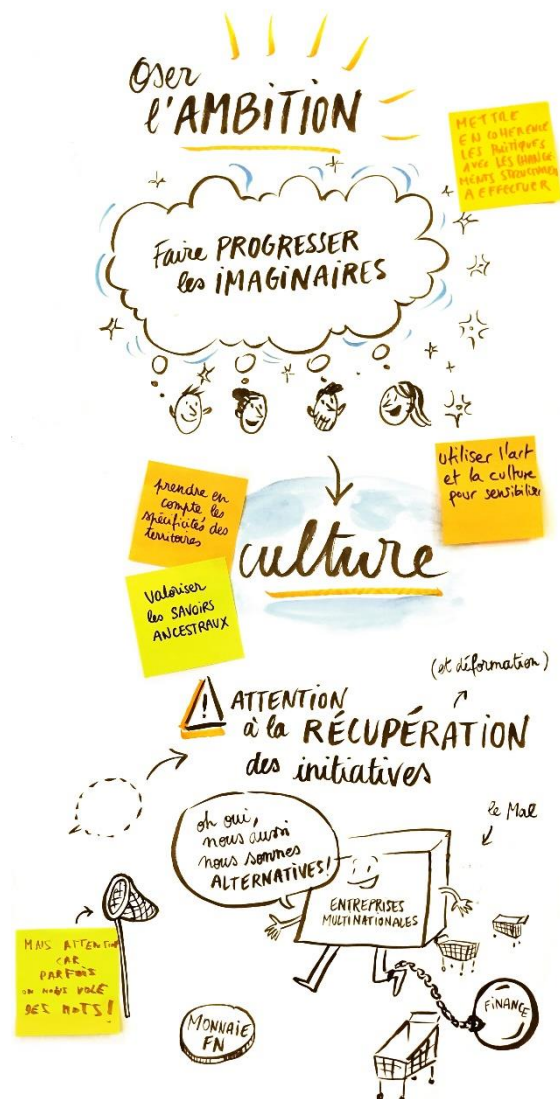 Oser
l'AMBITION
METTRE
EN COHERENCE
LES POLITIQUES
AVEC LES CHANGE
MENTS STRUCTURELS
A EFFECTUER
Faire PROGRESSER
les IMAGINAIRES
utiliser l'art
et la culture
pour sensibiliser
prendre en
compte les
spécificités des
territoires
culture
Valoriser
les SAVOIRS
ANCESTRAUX
(et déformation)
! ATTENTION
à la RÉCUPÉRATION
des initiatives
le Mal
oh oui,
nous aussi
nous sommes
ALTERNATIVES!
ENTREPRISES
MULTINATIONALES
MAIS ATTENTION
CAR
PARFOIS
ON NOUS VOLE
DES MOTS!
MONNAIE
FN
FINANCE